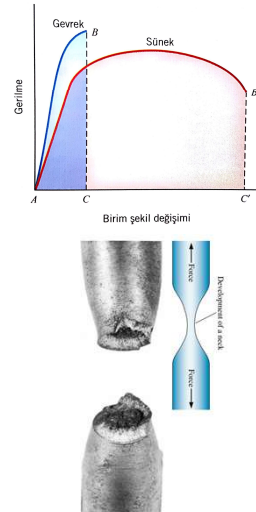 Gevrek
B
Sünek
B
Gerilme
A
C
C'
Birim şekil değişimi
Force
Development of a neck
Force